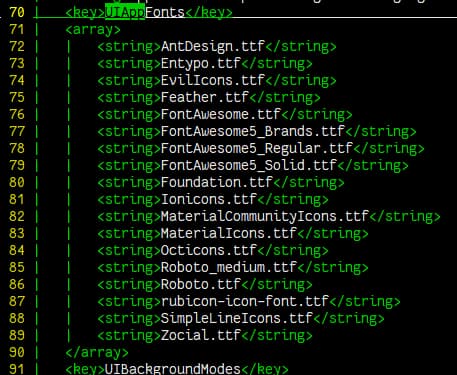 70 | <key>UIAppFonts</key>
71 | <array>
72 | | <string>AntDesign.ttf</string>
73 | | <string>Entypo.ttf</string>
74 | | <string>EvilIcons.ttf</string>
75 | | <string>Feather.ttf</string>
76 | | <string>FontAwesome.ttf</string>
77 | | <string>FontAwesome5_Brands.ttf</string>
78 | | <string>FontAwesome5_Regular.ttf</string>
79 | | <string>FontAwesome5_Solid.ttf</string>
80 | | <string>Foundation.ttf</string>
81 | | <string>Ionicons.ttf</string>
82 | | <string>MaterialCommunityIcons.ttf</string>
83 | | <string>MaterialIcons.ttf</string>
84 | | <string>Octicons.ttf</string>
85 | | <string>Roboto_medium.ttf</string>
86 | | <string>Roboto.ttf</string>
87 | | <string>rubicon-icon-font.ttf</string>
88 | | <string>SimpleLineIcons.ttf</string>
89 | | <string>Zocial.ttf</string>
90 | </array>
91 | <key>UIBackgroundModes</key>